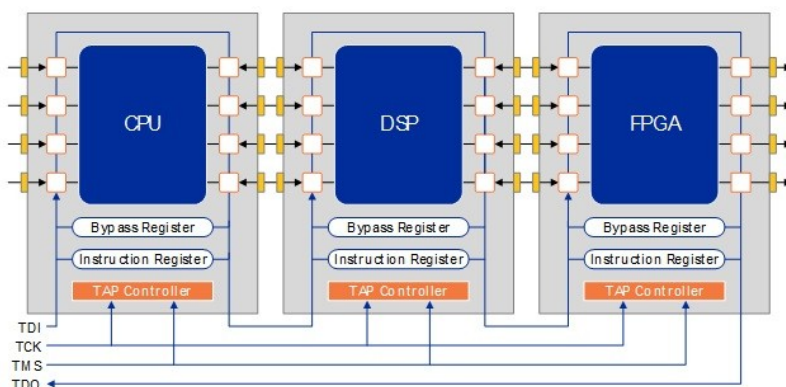 CPU
DSP
FPGA
Bypass Register
Bypass Register
Bypass Register
Instruction Register
Instruction Register
Instruction Register
TAP Controller
TAP Controller
TAP Controller
TDI
TCK
TMS
TDO